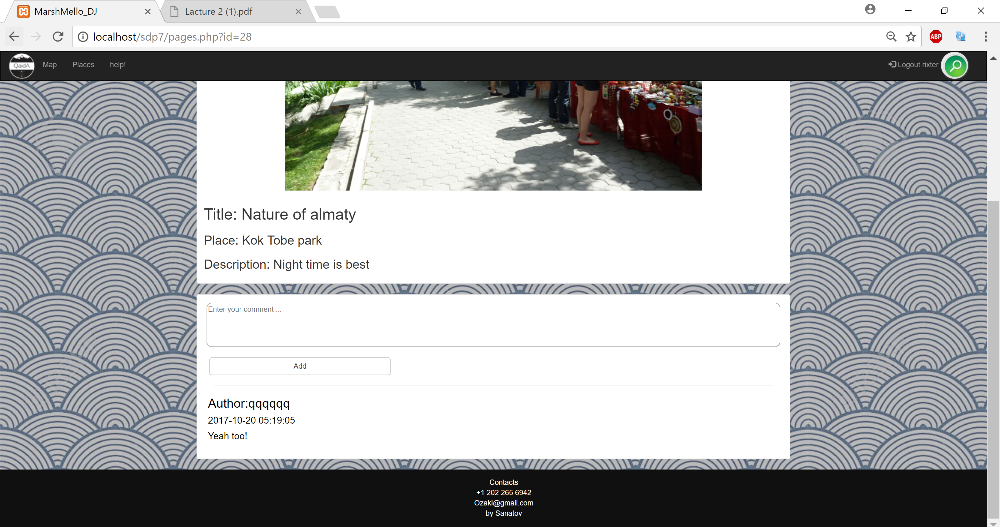 MarshMello_DJ
Lacture 2 (1).pdf
localhost/sdp7/pages.php?id=28
ABP
QaidA
Map
Places
help!
Logout rixter
Title: Nature of almaty
Place: Kok Tobe park
Description: Night time is best
Enter your comment ...
Add
Author:qqqqqq
2017-10-20 05:19:05
Yeah too!
Contacts
+1 202 265 6942
Ozaki@gmail.com
by Sanatov